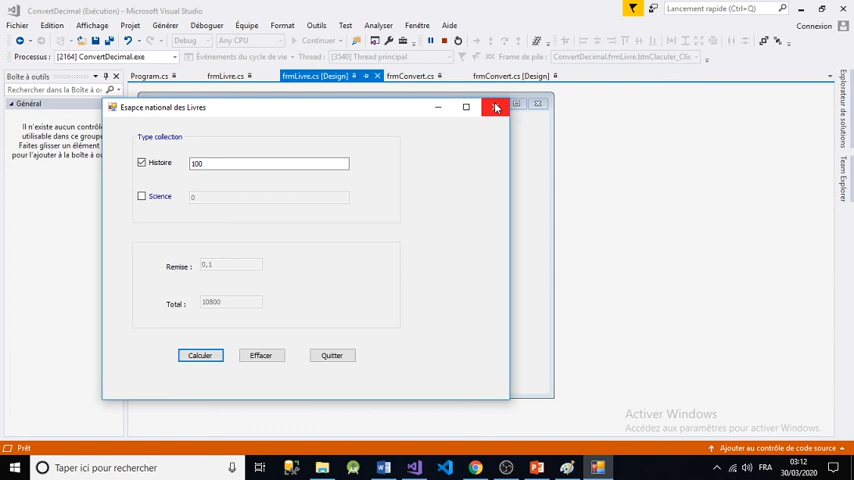 ConvertDecimal (Exécution) - Microsoft Visual Studio
Lancement rapide (Ctrl+Q)
Fichier Edition Affichage Projet Générer Déboguer Équipe Format Outils Test Analyser Fenêtre Aide
Connexion
Debug Any CPU Continuer
Processus : [2164] ConvertDecimal.exe Événements du cycle de vie Thread : [3540] Thread principal Frame de pile : ConvertDecimal.frmLivre.btnClaculer_Clic
Boîte à outils
Program.cs frmLivre.cs frmLivre.cs [Design] frmConvert.cs frmConvert.cs [Design]
Rechercher dans la Boîte à ou
Général
Il n'existe aucun contrôle
utilisable dans ce groupe
Faites glisser un élément
pour l'ajouter à la boîte à ou
Explorateur de solutions
Team Explorer
Esapce national des Livres
Type collection
Histoire 100
Science 0
Remise : 0,1
Total : 10800
Calculer Effacer Quitter
Activer Windows
Accédez aux paramètres pour activer Windows.
Prêt
Ajouter au contrôle de code source
Taper ici pour rechercher
FRA
03:12
30/03/2020